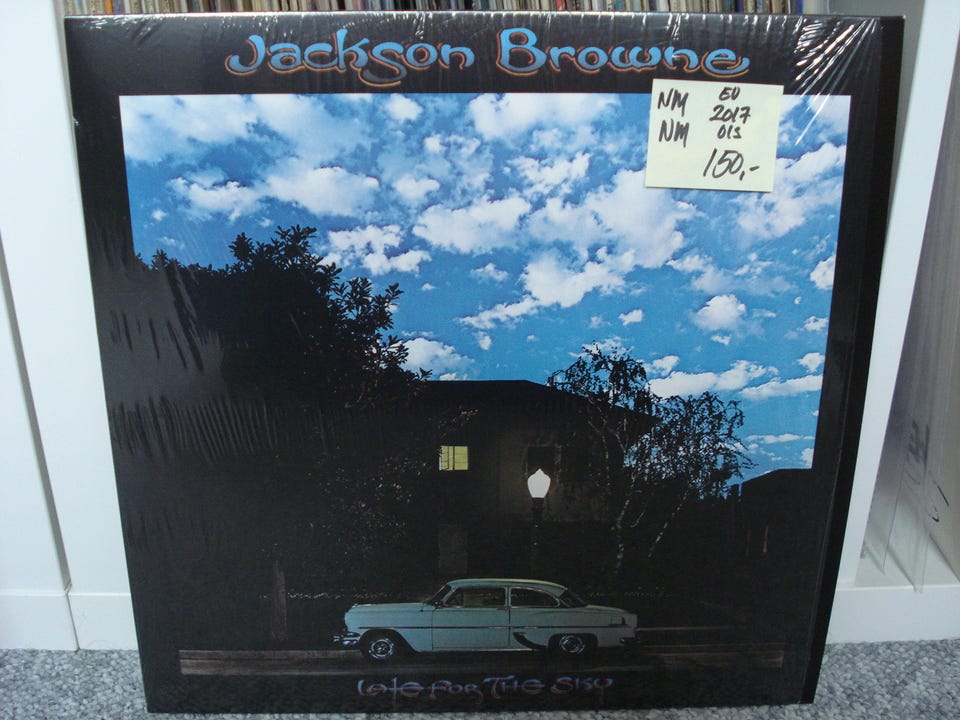 Jackson Browne
NM EU
NM 2017
OIS
150,-
Late for the Sky